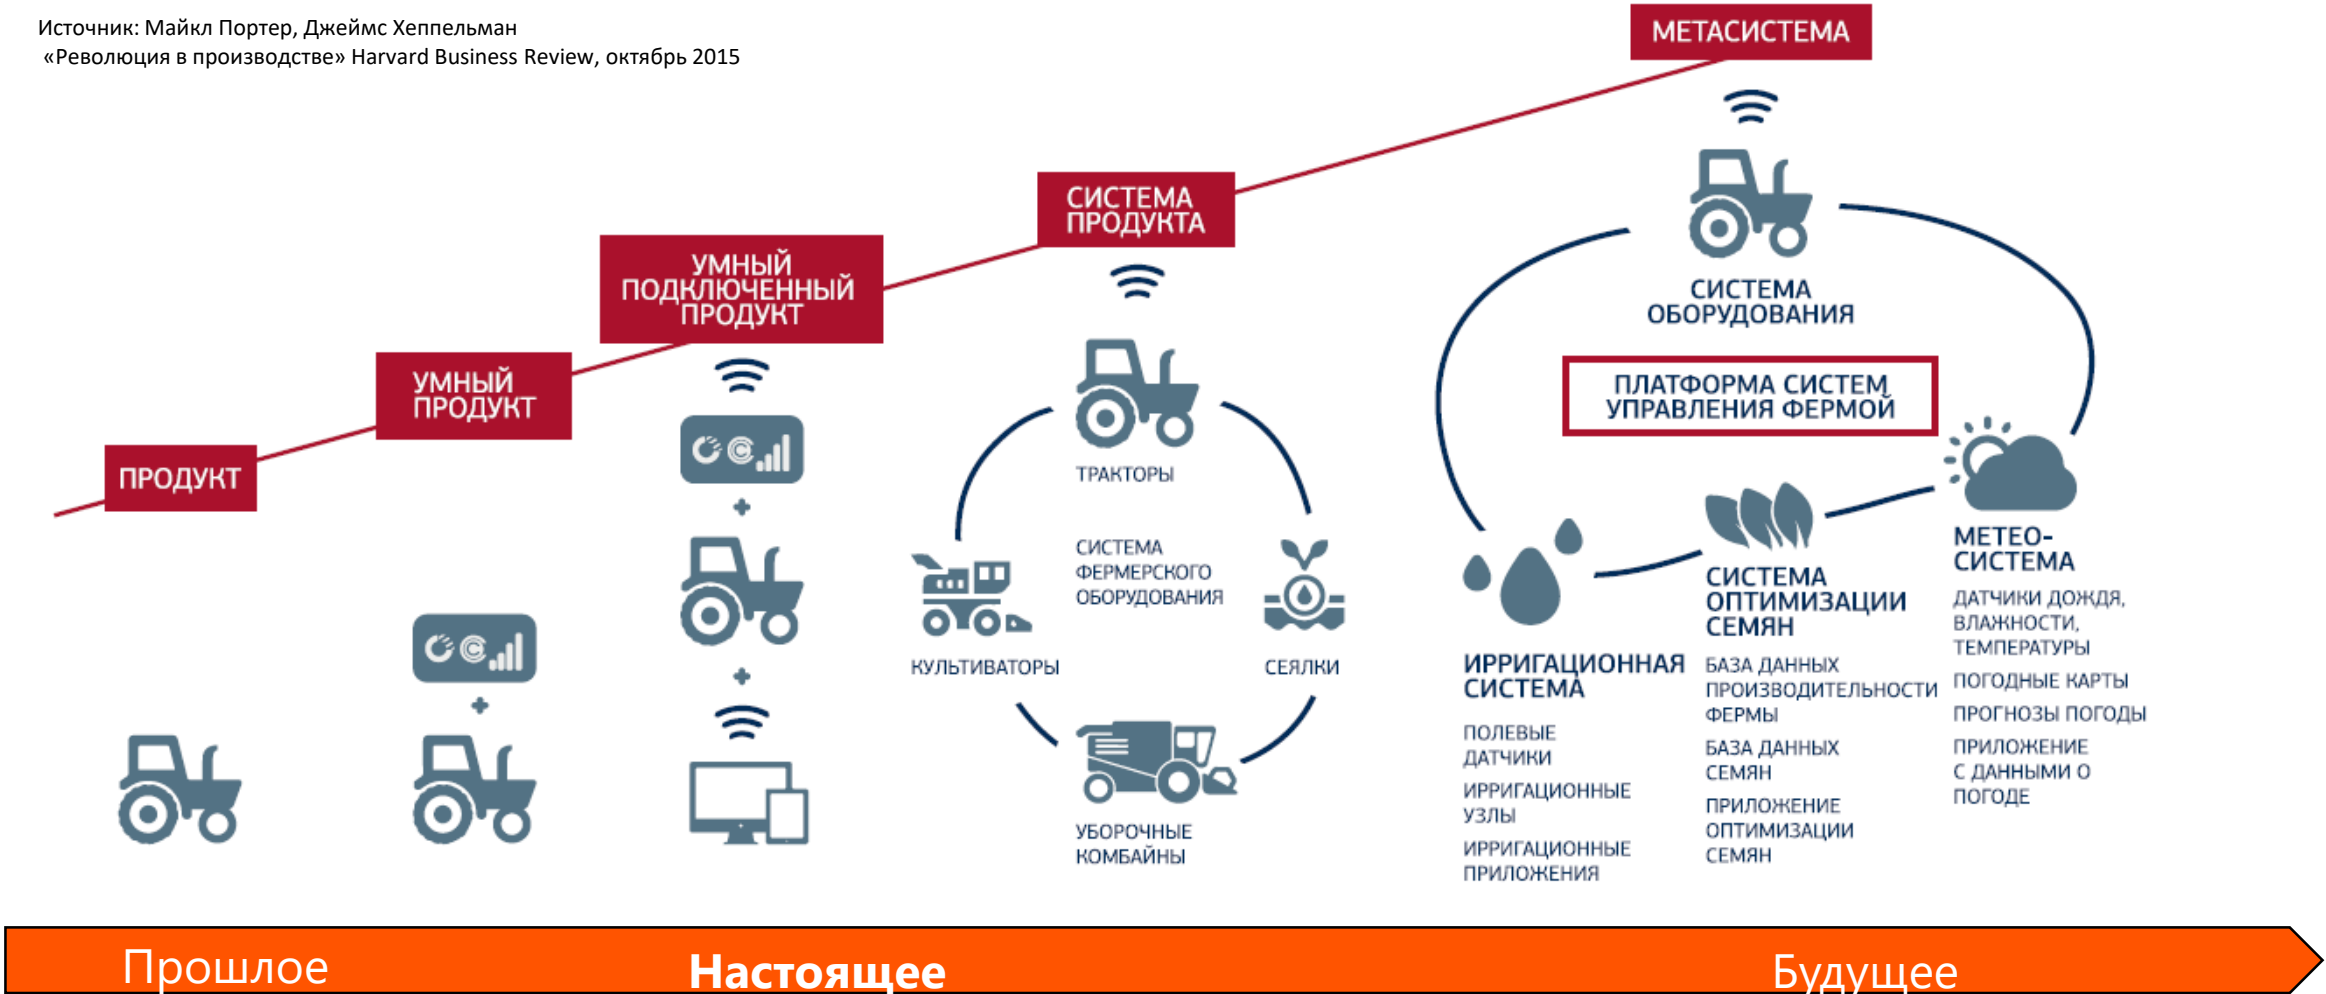 Источник: Майкл Портер, Джеймс Хеппельман
«Революция в производстве» Harvard Business Review, октябрь 2015
ПРОДУКТ
УМНЫЙ
ПРОДУКТ
УМНЫЙ
ПОДКЛЮЧЕННЫЙ
ПРОДУКТ
СИСТЕМА
ПРОДУКТА
ТРАКТОРЫ
СИСТЕМА
ФЕРМЕРСКОГО
ОБОРУДОВАНИЯ
КУЛЬТИВАТОРЫ
СЕЯЛКИ
УБОРОЧНЫЕ
КОМБАЙНЫ
МЕТАСИСТЕМА
СИСТЕМА
ОБОРУДОВАНИЯ
ПЛАТФОРМА СИСТЕМ
УПРАВЛЕНИЯ ФЕРМОЙ
ИРРИГАЦИОННАЯ
СИСТЕМА
ПОЛЕВЫЕ
ДАТЧИКИ
ИРРИГАЦИОННЫЕ
УЗЛЫ
ИРРИГАЦИОННЫЕ
ПРИЛОЖЕНИЯ
СИСТЕМА
ОПТИМИЗАЦИИ
СЕМЯН
БАЗА ДАННЫХ
ПРОИЗВОДИТЕЛЬНОСТИ
ФЕРМЫ
БАЗА ДАННЫХ
СЕМЯН
ПРИЛОЖЕНИЕ
ОПТИМИЗАЦИИ
СЕМЯН
МЕТЕО-
СИСТЕМА
ДАТЧИКИ ДОЖДЯ,
ВЛАЖНОСТИ,
ТЕМПЕРАТУРЫ
ПОГОДНЫЕ КАРТЫ
ПРОГНОЗЫ ПОГОДЫ
ПРИЛОЖЕНИЕ
С ДАННЫМИ О
ПОГОДЕ
Прошлое
Настоящее
Будущее